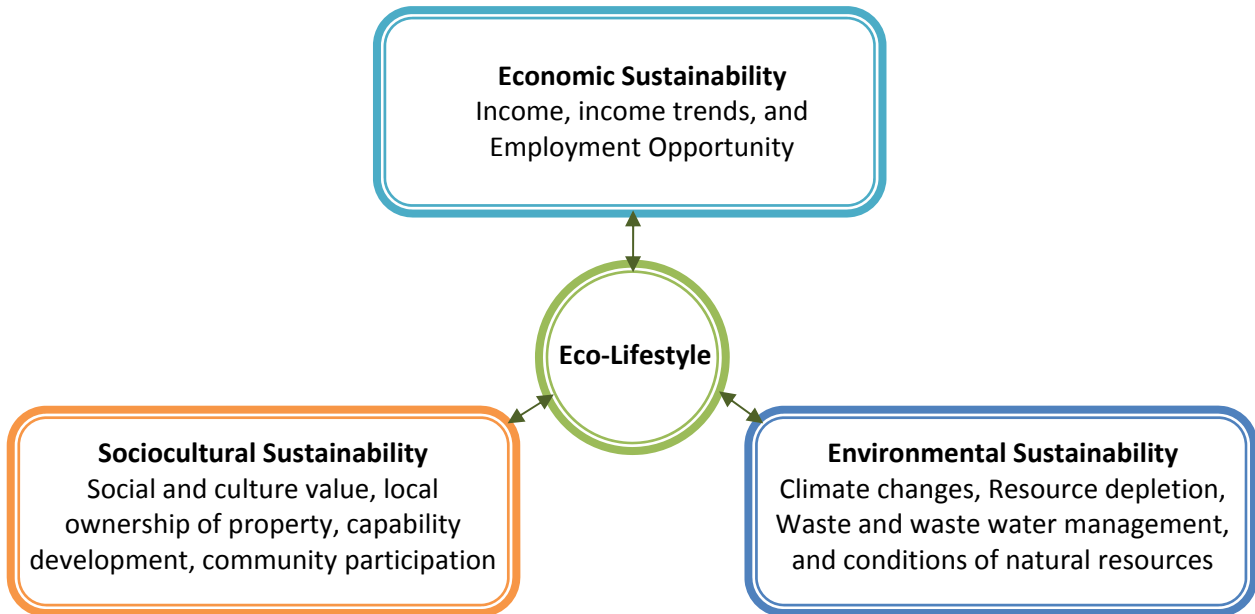 Economic Sustainability
Income, income trends, and
Employment Opportunity
Eco-Lifestyle
Sociocultural Sustainability
Social and culture value, local
ownership of property, capability
development, community participation
Environmental Sustainability
Climate changes, Resource depletion,
Waste and waste water management,
and conditions of natural resources